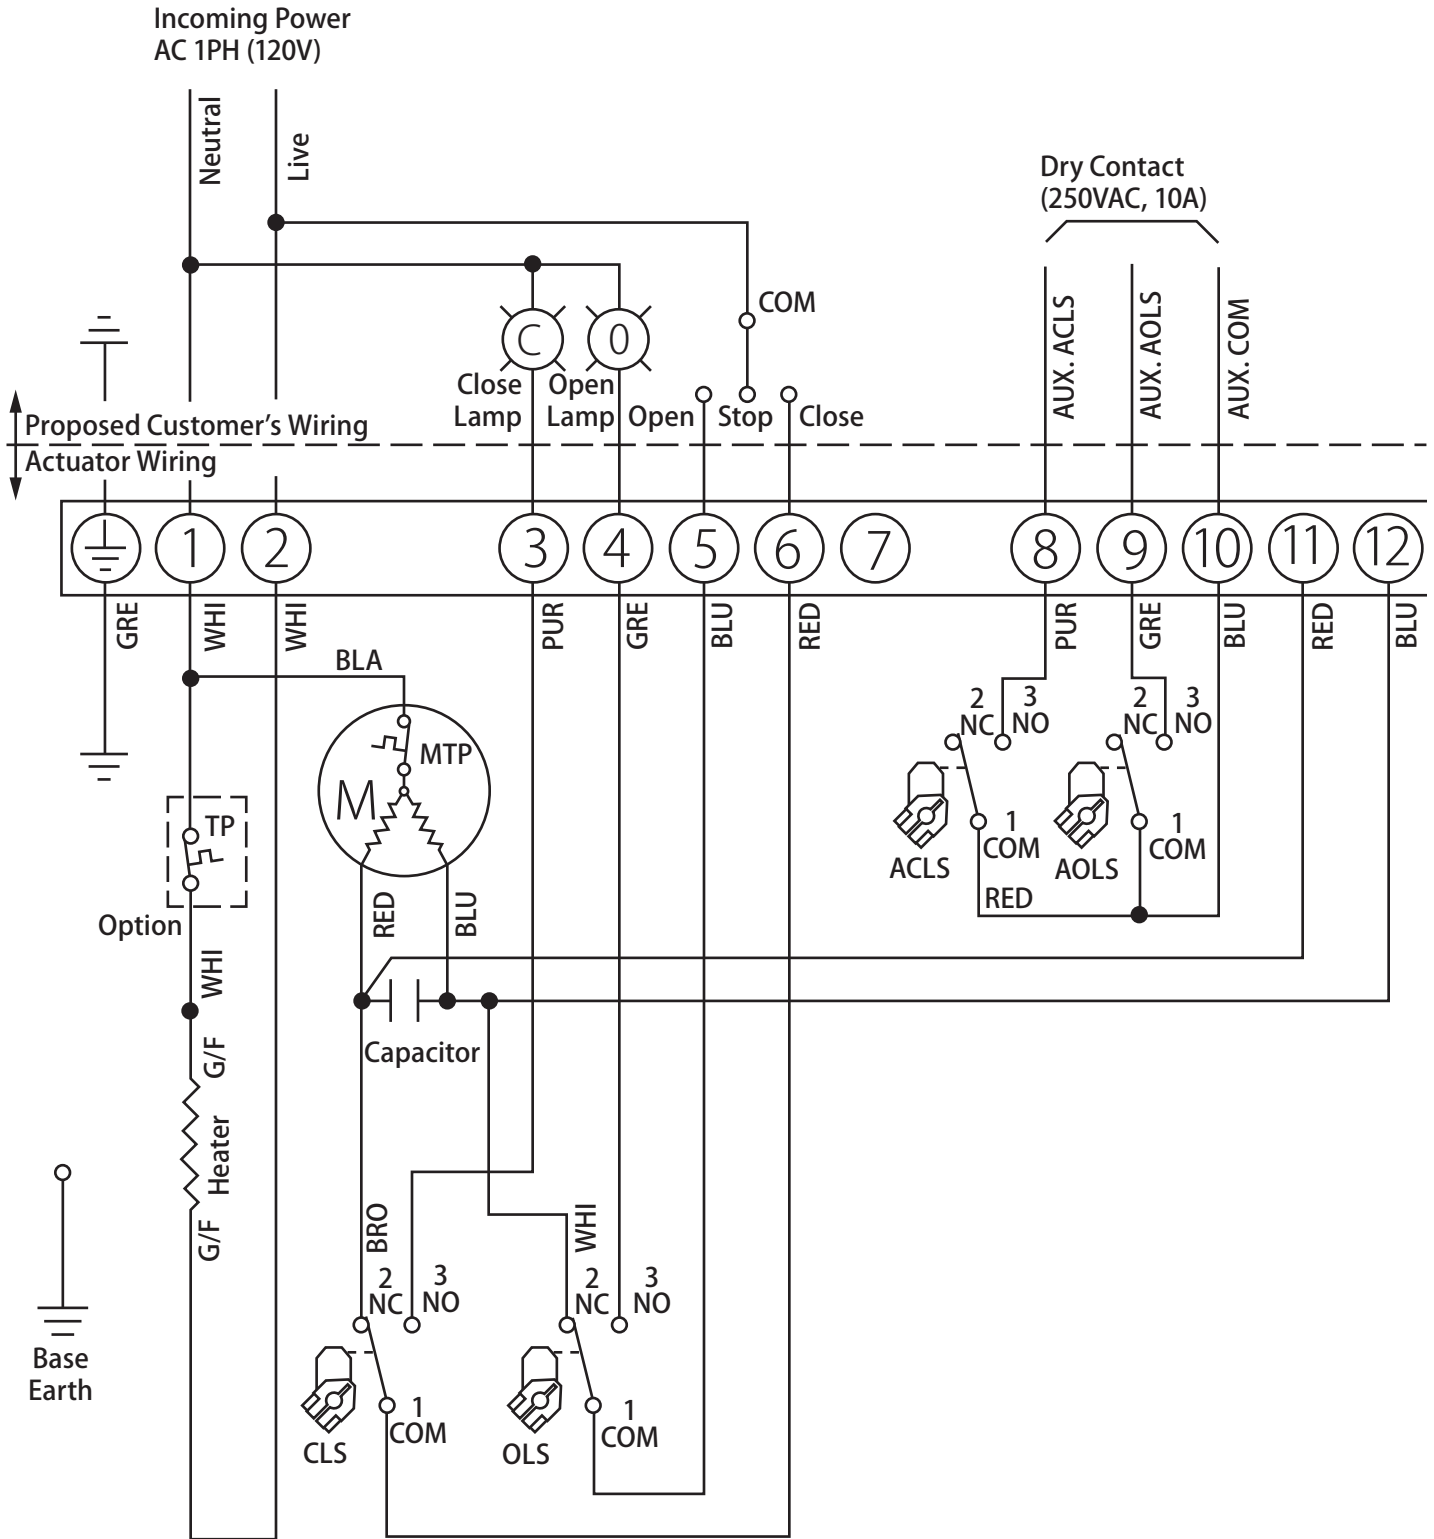 Incoming Power
AC 1PH (120V)
Neutral
Live
Dry Contact
(250VAC, 10A)
COM
AUX. ACLS
AUX. AOLS
AUX. COM
C
0
Close
Lamp
Open
Lamp
Open
Stop
Close
Proposed Customer's Wiring
Actuator Wiring
1
2
3
4
5
6
7
8
9
10
11
12
GRE
WHI
WHI
PUR
GRE
BLU
RED
PUR
GRE
BLU
RED
BLU
BLA
MTP
M
2
NC
3
NO
2
NC
3
NO
TP
1
COM
1
COM
ACLS
AOLS
RED
Option
RED
BLU
WHI
Capacitor
G/F
Heater
G/F
BRO
WHI
2
NC
3
NO
2
NC
3
NO
Base
Earth
1
COM
1
COM
CLS
OLS